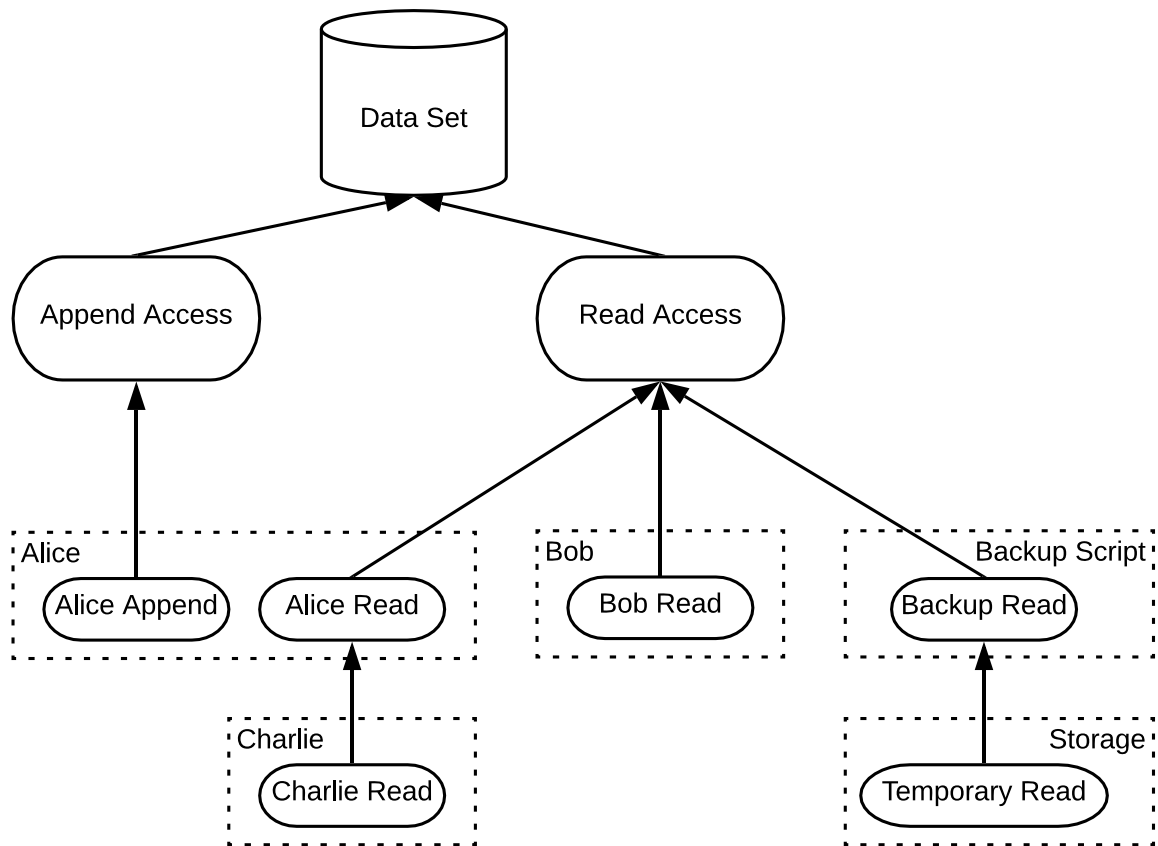 Data Set
Append Access
Read Access
Alice
Alice Append
Alice Read
Bob
Bob Read
Backup Script
Backup Read
Charlie
Charlie Read
Storage
Temporary Read